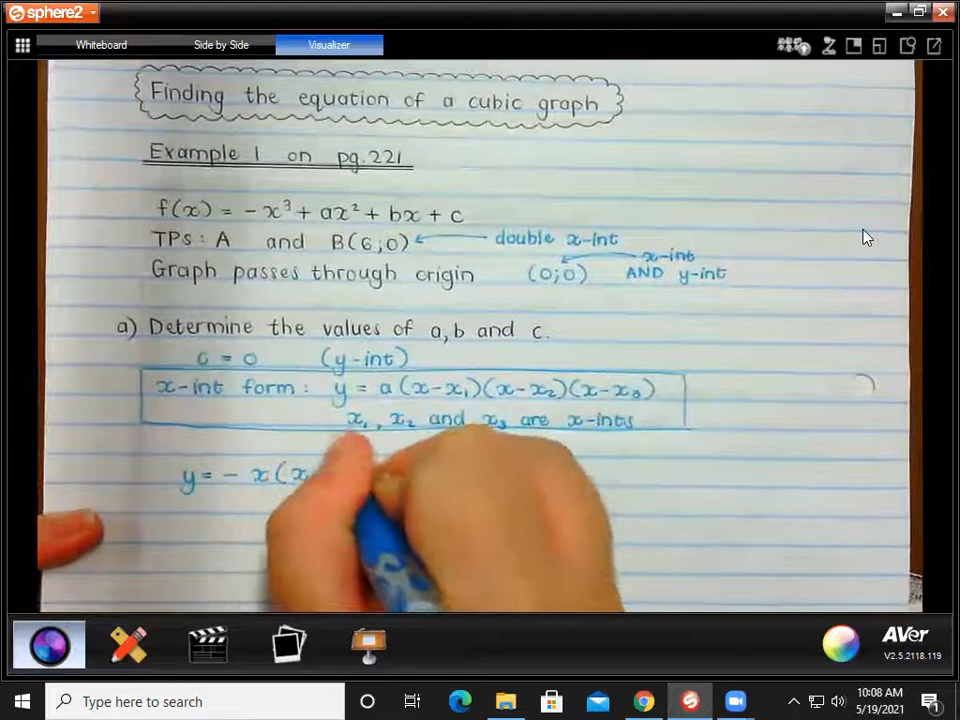 sphere2
Whiteboard
Side by Side
Visualizer
Finding the equation of a cubic graph
Example 1 on pg.221
f(x) = -x³ + ax² + bx + c
TPs: A and B(6;0) ← double x-int
Graph passes through origin (0;0) x-int
AND y-int
a) Determine the values of a, b and c.
c = 0 (y-int)
x-int form: y = a(x-x₁)(x-x₂)(x-x₃)
x₁, x₂ and x₃ are x-ints
y = - x(x
AVer
V2.5.2118.119
Type here to search
10:08 AM
5/19/2021
1